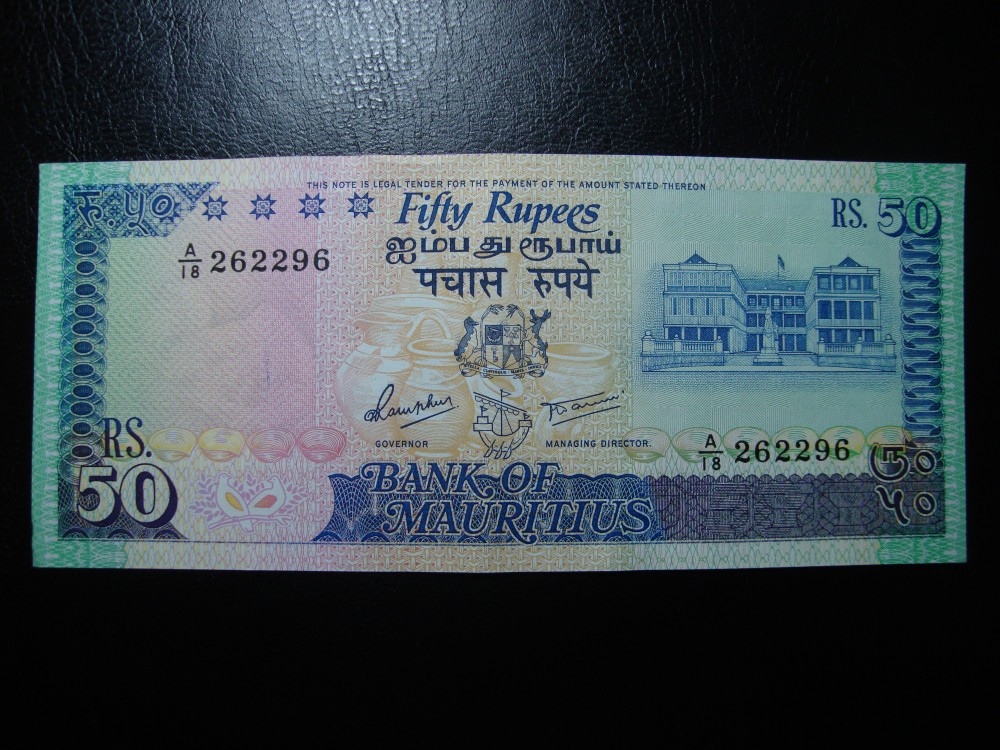 THIS NOTE IS LEGAL TENDER FOR THE PAYMENT OF THE AMOUNT STATED THEREON
रु ५०
Fifty Rupees
RS. 50
A/18 262296
ஐம்பது ரூபாய்
पचास रुपये
GOVERNOR
MANAGING DIRECTOR.
RS.
50
A/18 262296
BANK OF
MAURITIUS
५०